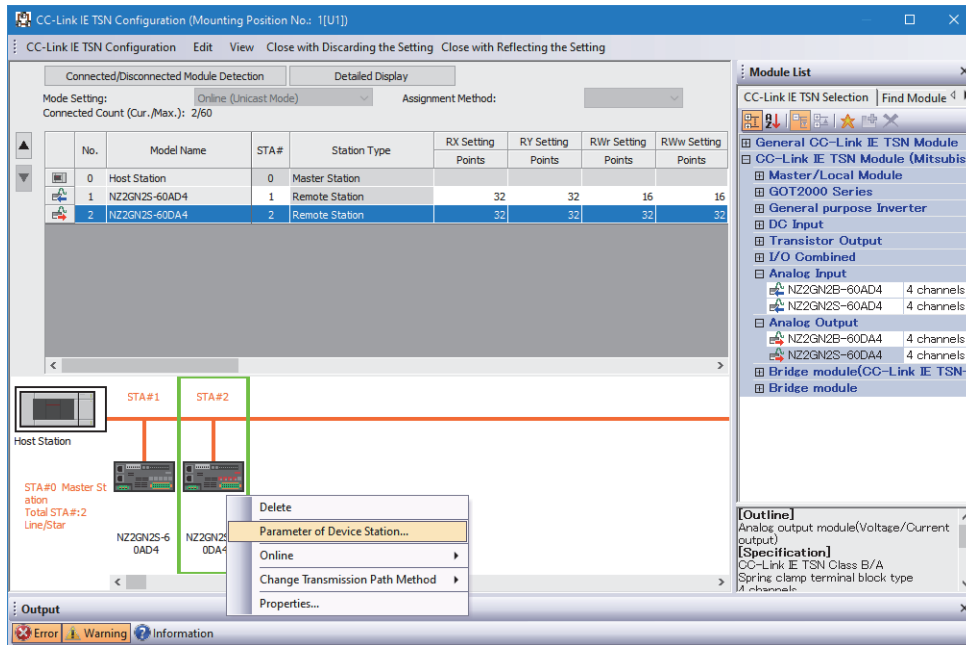 CC-Link IE TSN Configuration (Mounting Position No.: 1[U1])
CC-Link IE TSN Configuration Edit View Close with Discarding the Setting Close with Reflecting the Setting
Connected/Disconnected Module Detection Detailed Display
Mode Setting: Online (Unicast Mode) Assignment Method:
Connected Count (Cur./Max.): 2/60
No. Model Name STA# Station Type RX Setting RY Setting RWr Setting RWw Setting
Points Points Points Points
0 Host Station 0 Master Station
1 NZ2GN2S-60AD4 1 Remote Station 32 32 16 16
2 NZ2GN2S-60DA4 2 Remote Station 32 32 32 32
STA#1 STA#2
Host Station
STA#0 Master St
ation
Total STA#:2
Line/Star
NZ2GN2S-6
0AD4
NZ2GN2S
0DA4
Delete
Parameter of Device Station...
Online
Change Transmission Path Method
Properties...
Module List
CC-Link IE TSN Selection Find Module
General CC-Link IE TSN Module
CC-Link IE TSN Module (Mitsubis
Master/Local Module
GOT2000 Series
General purpose Inverter
DC Input
Transistor Output
I/O Combined
Analog Input
NZ2GN2B-60AD4 4 channels
NZ2GN2S-60AD4 4 channels
Analog Output
NZ2GN2B-60DA4 4 channels
NZ2GN2S-60DA4 4 channels
Bridge module(CC-Link IE TSN-
Bridge module
[Outline]
Analog output module(Voltage/Current
output)
[Specification]
CC-Link IE TSN Class B/A
Spring clamp terminal block type
4 channels
Output
Error Warning Information